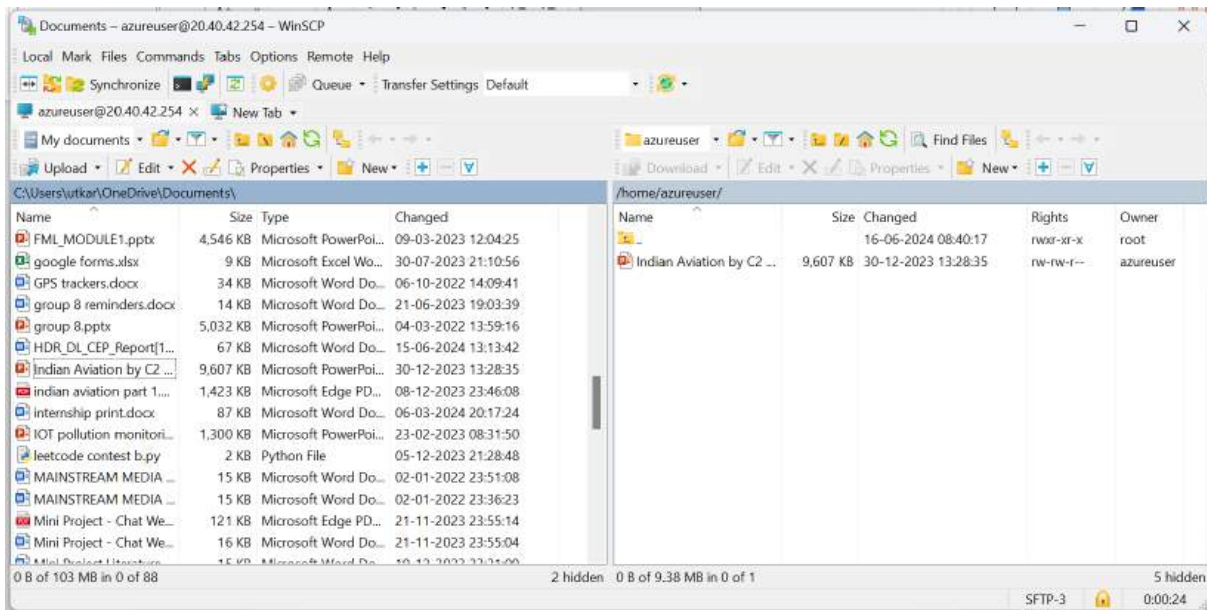 Documents – azureuser@20.40.42.254 – WinSCP
Local Mark Files Commands Tabs Options Remote Help
Synchronize Queue Transfer Settings Default
azureuser@20.40.42.254 × New Tab
My documents
azureuser Find Files
Upload Edit Properties New
Download Edit Properties New
C:\Users\utkar\OneDrive\Documents\
/home/azureuser/
Name Size Type Changed
Name Size Changed Rights Owner
FML_MODULE1.pptx 4,546 KB Microsoft PowerPoi... 09-03-2023 12:04:25
.. 16-06-2024 08:40:17 rwxr-xr-x root
google forms.xlsx 9 KB Microsoft Excel Wo... 30-07-2023 21:10:56
Indian Aviation by C2 ... 9,607 KB 30-12-2023 13:28:35 rw-rw-r-- azureuser
GPS trackers.docx 34 KB Microsoft Word Do... 06-10-2022 14:09:41
group 8 reminders.docx 14 KB Microsoft Word Do... 21-06-2023 19:03:39
group 8.pptx 5,032 KB Microsoft PowerPoi... 04-03-2022 13:59:16
HDR_DL_CEP_Report[1... 67 KB Microsoft Word Do... 15-06-2024 13:13:42
Indian Aviation by C2 ... 9,607 KB Microsoft PowerPoi... 30-12-2023 13:28:35
indian aviation part 1.... 1,423 KB Microsoft Edge PD... 08-12-2023 23:46:08
internship print.docx 87 KB Microsoft Word Do... 06-03-2024 20:17:24
IOT pollution monitori... 1,300 KB Microsoft PowerPoi... 23-02-2023 08:31:50
leetcode contest b.py 2 KB Python File 05-12-2023 21:28:48
MAINSTREAM MEDIA ... 15 KB Microsoft Word Do... 02-01-2022 23:51:08
MAINSTREAM MEDIA ... 15 KB Microsoft Word Do... 02-01-2022 23:36:23
Mini Project - Chat We... 121 KB Microsoft Edge PD... 21-11-2023 23:55:14
Mini Project - Chat We... 16 KB Microsoft Word Do... 21-11-2023 23:55:04
0 B of 103 MB in 0 of 88 2 hidden
0 B of 9.38 MB in 0 of 1 5 hidden
SFTP-3 0:00:24